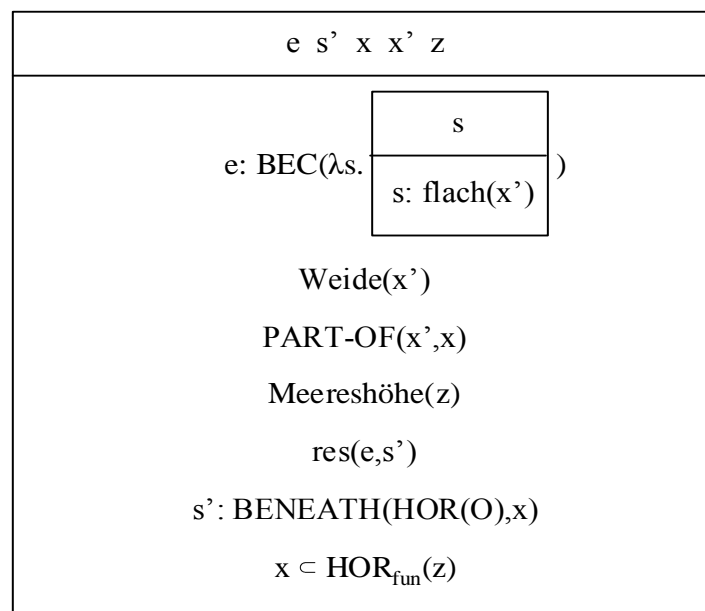 e s’ x x’ z
s
e: BEC(λs. )
s: flach(x’)
Weide(x’)
PART-OF(x’,x)
Meereshöhe(z)
res(e,s’)
s’: BENEATH(HOR(O),x)
x ⊂ HORfun(z)